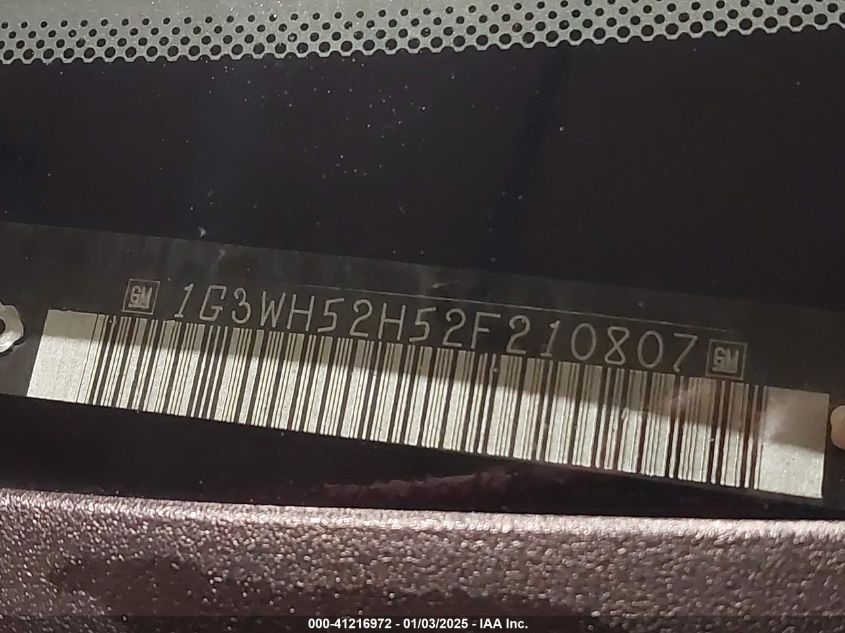 GM 1G3WH52H52F210807 GM
000-41216972 - 01/03/2025 - IAA Inc.